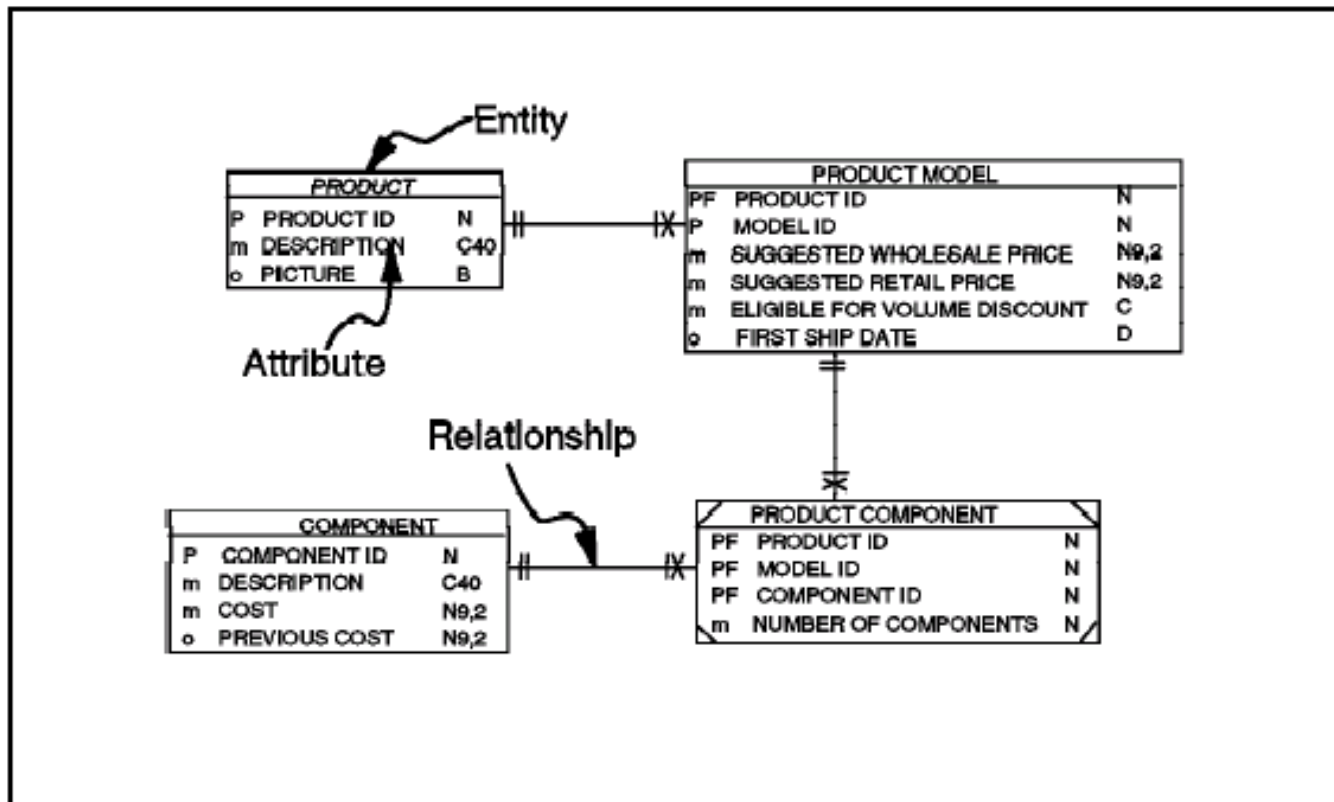 Entity
PRODUCT
P PRODUCT ID N
m DESCRIPTION C40
o PICTURE B
Attribute
PRODUCT MODEL
PF PRODUCT ID N
P MODEL ID N
m SUGGESTED WHOLESALE PRICE N9,2
m SUGGESTED RETAIL PRICE N9,2
m ELIGIBLE FOR VOLUME DISCOUNT C
o FIRST SHIP DATE D
Relationship
COMPONENT
P COMPONENT ID N
m DESCRIPTION C40
m COST N9,2
o PREVIOUS COST N9,2
PRODUCT COMPONENT
PF PRODUCT ID N
PF MODEL ID N
PF COMPONENT ID N
m NUMBER OF COMPONENTS N